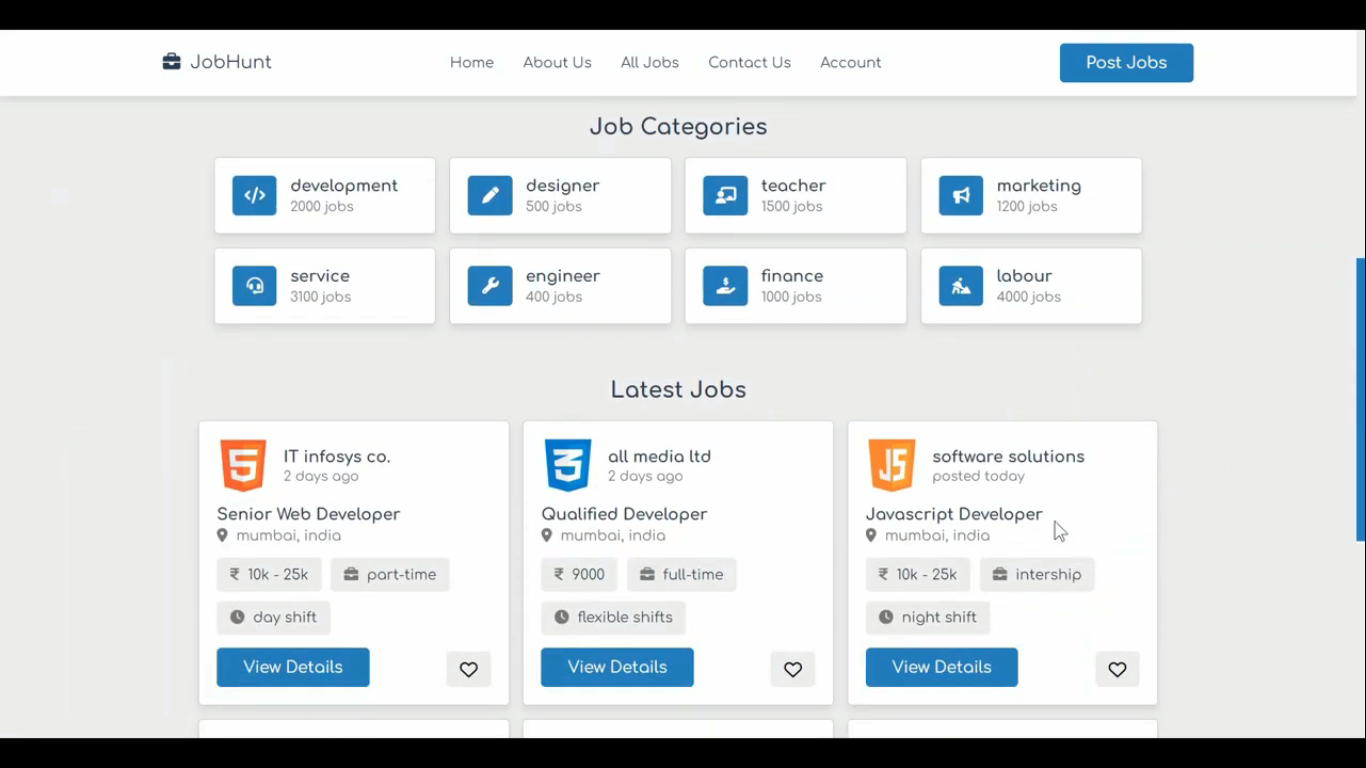 JobHunt
Home
About Us
All Jobs
Contact Us
Account
Post Jobs
Job Categories
development
2000 jobs
designer
500 jobs
teacher
1500 jobs
marketing
1200 jobs
service
3100 jobs
engineer
400 jobs
finance
1000 jobs
labour
4000 jobs
Latest Jobs
5
IT infosys co.
2 days ago
Senior Web Developer
mumbai, india
₹ 10k - 25k
part-time
day shift
View Details
3
all media ltd
2 days ago
Qualified Developer
mumbai, india
₹ 9000
full-time
flexible shifts
View Details
JS
software solutions
posted today
Javascript Developer
mumbai, india
₹ 10k - 25k
intership
night shift
View Details